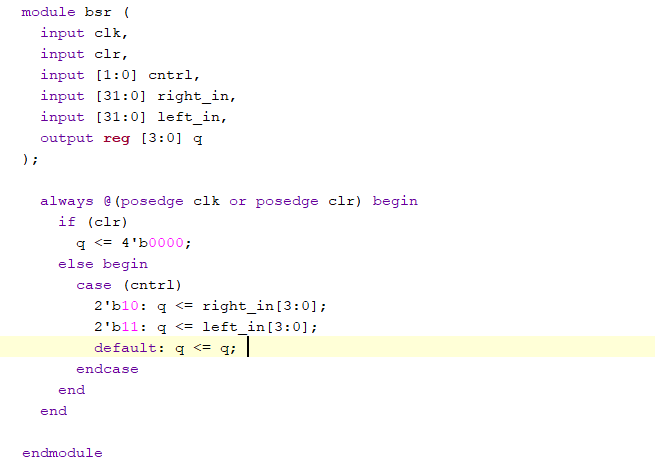 module bsr (
  input clk,
  input clr,
  input [1:0] cntrl,
  input [31:0] right_in,
  input [31:0] left_in,
  output reg [3:0] q
);
  always @(posedge clk or posedge clr) begin
    if (clr)
      q <= 4'b0000;
    else begin
      case (cntrl)
        2'b10: q <= right_in[3:0];
        2'b11: q <= left_in[3:0];
        default: q <= q;
      endcase
    end
  end
endmodule